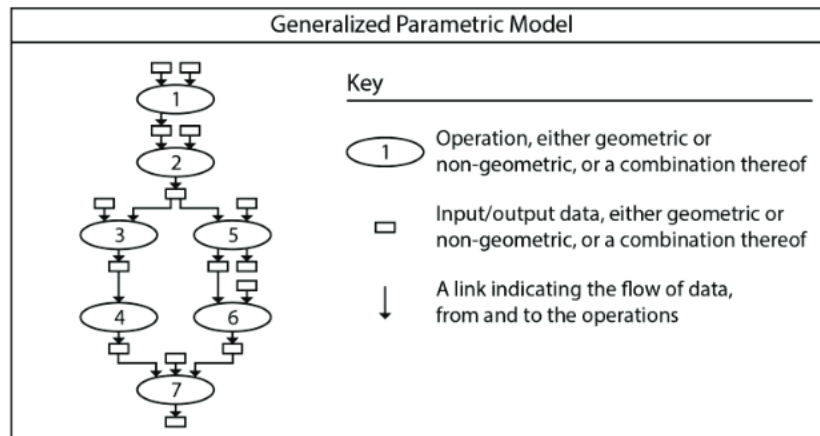 Generalized Parametric Model
1
2
3
5
4
6
7
Key
1
Operation, either geometric or
non-geometric, or a combination thereof
Input/output data, either geometric or
non-geometric, or a combination thereof
A link indicating the flow of data,
from and to the operations